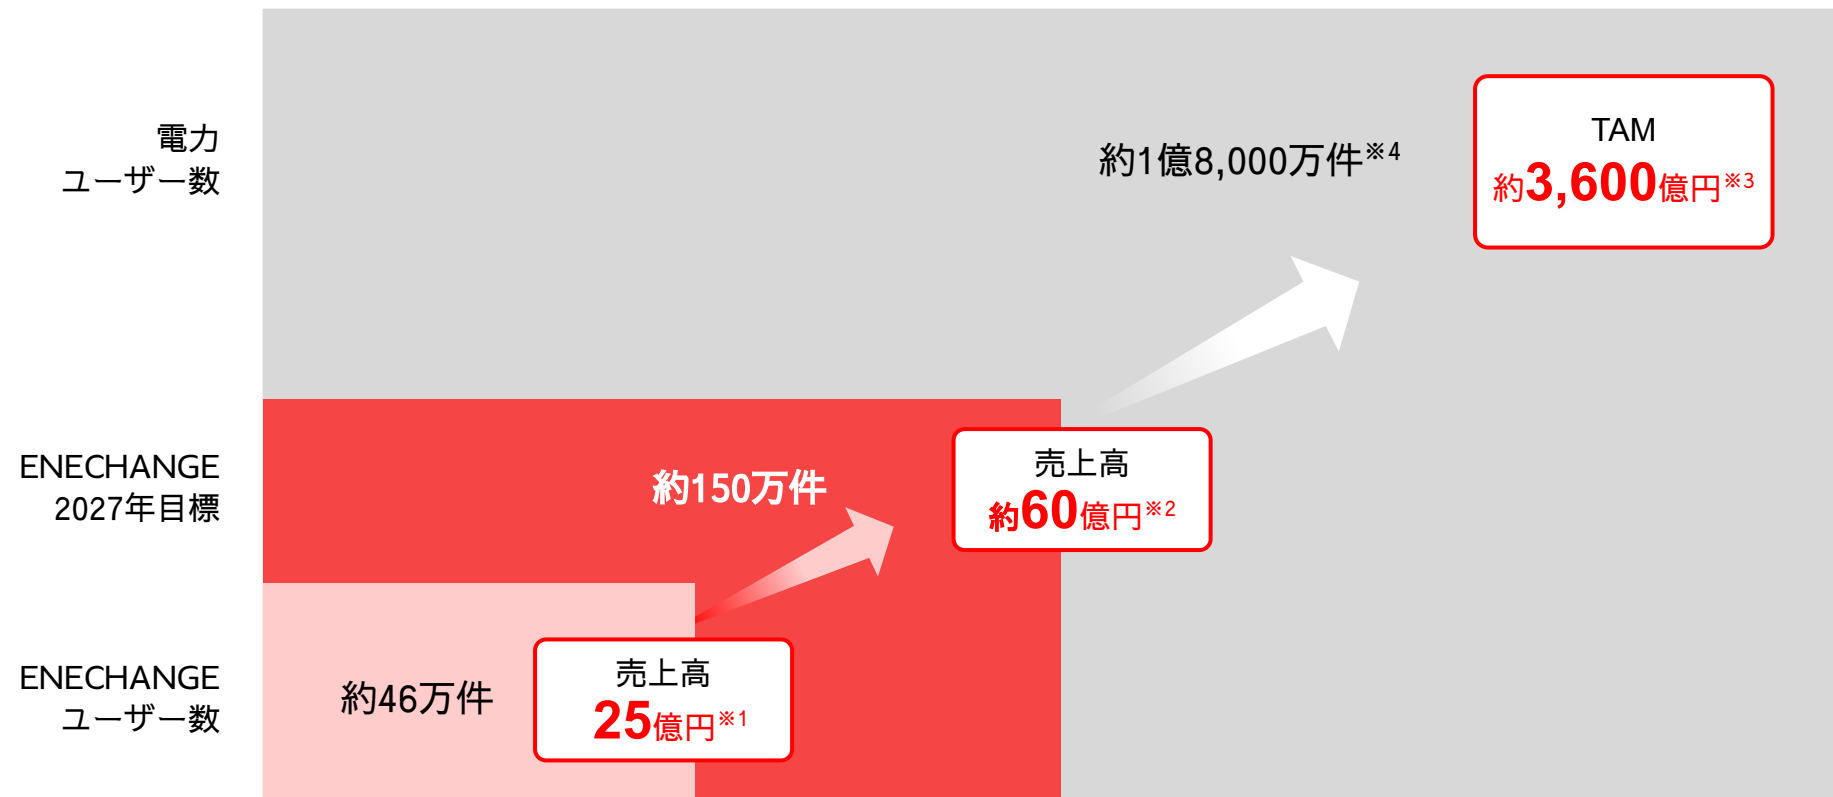 電力
ユーザー数
約1億8,000万件※4
TAM
約3,600億円※3
ENECHANGE
2027年目標
約150万件
売上高
約60億円※2
ENECHANGE
ユーザー数
約46万件
売上高
25億円※1